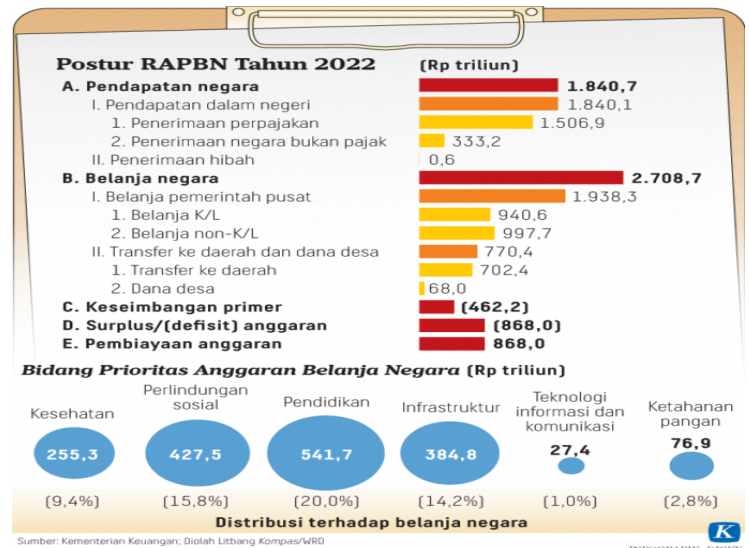 Postur RAPBN Tahun 2022 (Rp triliun)
A. Pendapatan negara 1.840,7
I. Pendapatan dalam negeri 1.840,1
1. Penerimaan perpajakan 1.506,9
2. Penerimaan negara bukan pajak 333,2
II. Penerimaan hibah 0,6
B. Belanja negara 2.708,7
I. Belanja pemerintah pusat 1.938,3
1. Belanja K/L 940,6
2. Belanja non-K/L 997,7
II. Transfer ke daerah dan dana desa 770,4
1. Transfer ke daerah 702,4
2. Dana desa 68,0
C. Keseimbangan primer (462,2)
D. Surplus/(defisit) anggaran (868,0)
E. Pembiayaan anggaran 868,0
Bidang Prioritas Anggaran Belanja Negara (Rp triliun)
Kesehatan
255,3
(9,4%)
Perlindungan
sosial
427,5
(15,8%)
Pendidikan
541,7
(20,0%)
Infrastruktur
384,8
(14,2%)
Teknologi
informasi dan
komunikasi
27,4
(1,0%)
Ketahanan
pangan
76,9
(2,8%)
Distribusi terhadap belanja negara
K
Sumber: Kementerian Keuangan; Diolah Litbang Kompas/WRD